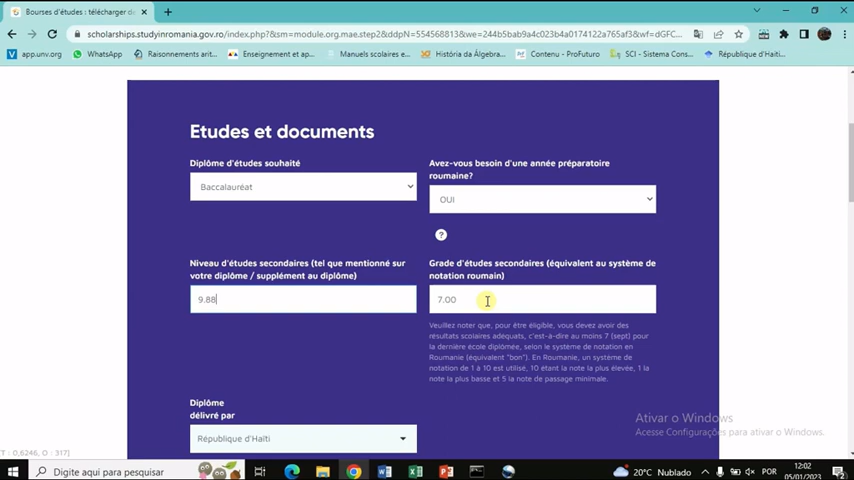 Bourses d'études : télécharger de
scholarships.studyinromania.gov.ro/index.php?&sm=module.org.mae.step2&ddpN=554568813&we=244b5bab9a4c023b4a0174122a765af3&wf=dGFC...
app.unv.org
WhatsApp
Raisonnements arit...
Enseignement et ap...
Manuels scolaires e...
História da Álgebra...
Contenu - ProFuturo
SCI - Sistema Cons...
République d'Haïti...
Etudes et documents
Diplôme d'études souhaité
Baccalauréat
Avez-vous besoin d'une année préparatoire
roumaine?
OUI
?
Niveau d'études secondaires (tel que mentionné sur
votre diplôme / supplément au diplôme)
9.88
Grade d'études secondaires (équivalent au système de
notation roumain)
7.00
Veuillez noter que, pour être éligible, vous devez avoir des
résultats scolaires adéquats, c'est-à-dire au moins 7 (sept) pour
la dernière école diplômée, selon le système de notation en
Roumanie (équivalent "bon"). En Roumanie, un système de
notation de 1 à 10 est utilisé, 10 étant la note la plus élevée, 1 la
note la plus basse et 5 la note de passage minimale.
Diplôme
délivré par
République d'Haïti
Ativar o Windows
Acesse Configurações para ativar o Windows.
T : 0,6246, O : 317]
Digite aqui para pesquisar
20°C Nublado
POR
12:02
05/01/2023